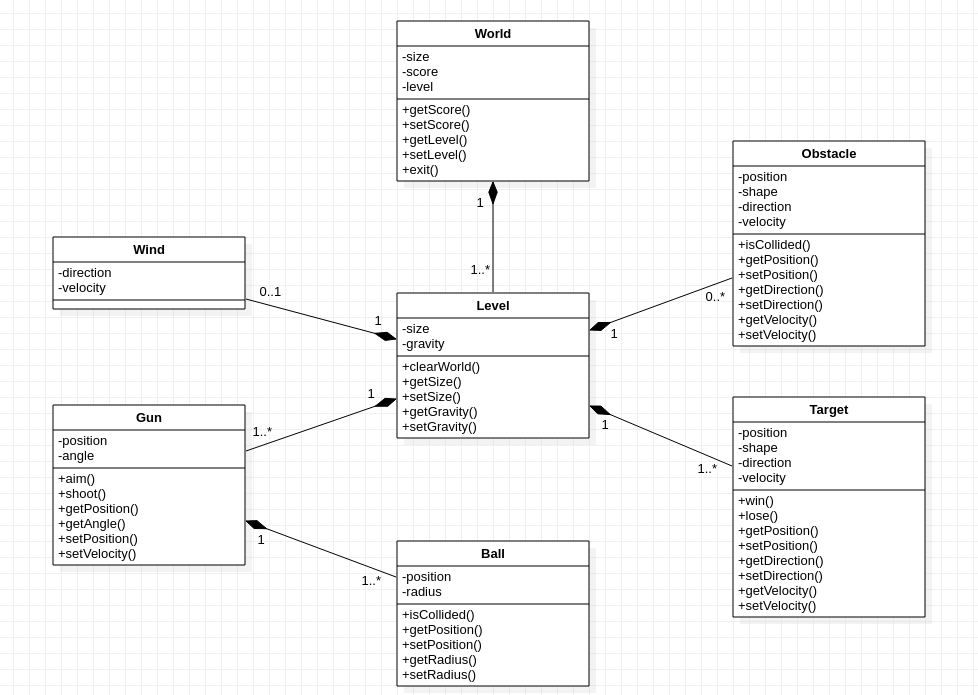 World
-size
-score
-level
+getScore()
+setScore()
+getLevel()
+setLevel()
+exit()
1
1..*
Wind
-direction
-velocity
0..1
1
Level
-size
-gravity
+clearWorld()
+getSize()
+setSize()
+getGravity()
+setGravity()
Obstacle
-position
-shape
-direction
-velocity
+isCollided()
+getPosition()
+setPosition()
+getDirection()
+setDirection()
+getVelocity()
+setVelocity()
0..*
1
Gun
-position
-angle
+aim()
+shoot()
+getPosition()
+getAngle()
+setPosition()
+setVelocity()
1
1..*
1
1..*
Ball
-position
-radius
+isCollided()
+getPosition()
+setPosition()
+getRadius()
+setRadius()
1
1..*
Target
-position
-shape
-direction
-velocity
+win()
+lose()
+getPosition()
+setPosition()
+getDirection()
+setDirection()
+getVelocity()
+setVelocity()